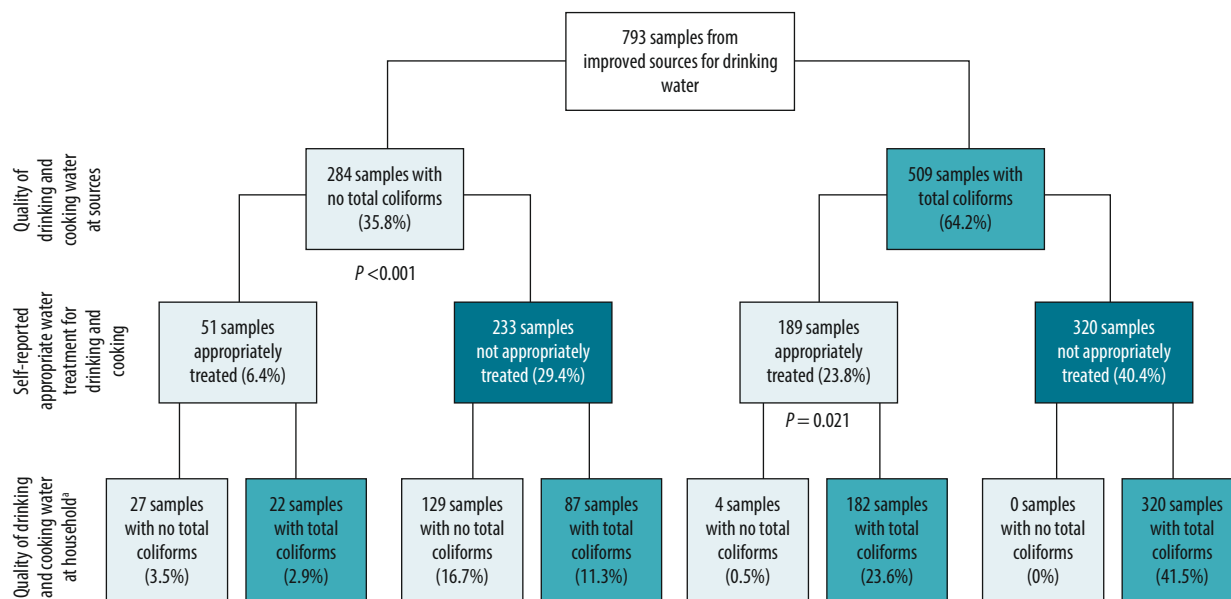 793 samples from
improved sources for drinking
water
Quality of
drinking and
cooking water
at sources
284 samples with
no total coliforms
(35.8%)
509 samples with
total coliforms
(64.2%)
P <0.001
Self-reported
appropriate water
treatment for
drinking and
cooking
51 samples
appropriately
treated (6.4%)
233 samples
not appropriately
treated (29.4%)
189 samples
appropriately
treated (23.8%)
320 samples
not appropriately
treated (40.4%)
P = 0.021
Quality of drinking
and cooking water
at householdᵃ
27 samples
with no total
coliforms
(3.5%)
22 samples
with total
coliforms
(2.9%)
129 samples
with no total
coliforms
(16.7%)
87 samples
with total
coliforms
(11.3%)
4 samples
with no total
coliforms
(0.5%)
182 samples
with total
coliforms
(23.6%)
0 samples
with no total
coliforms
(0%)
320 samples
with total
coliforms
(41.5%)